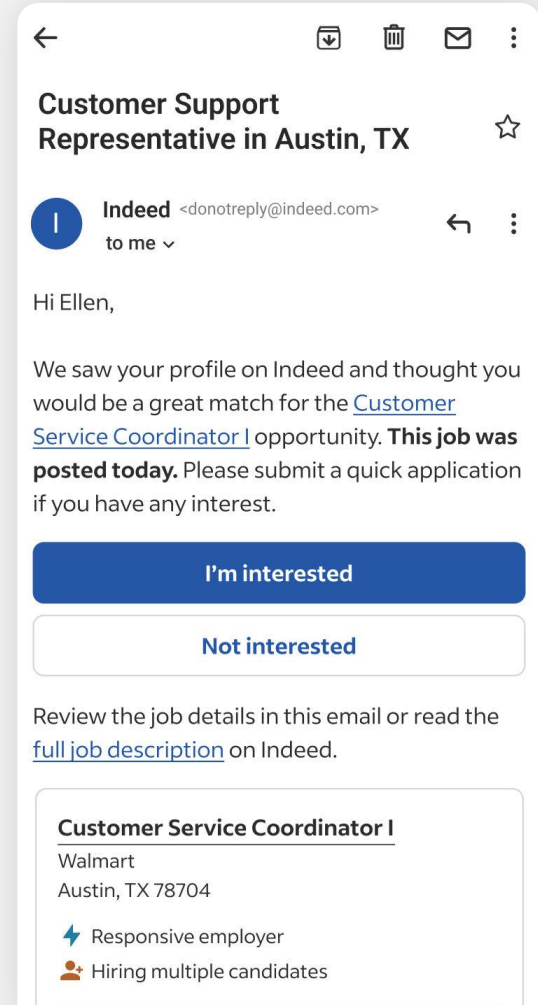 Customer Support
Representative in Austin, TX
I
Indeed <donotreply@indeed.com>
to me
Hi Ellen,
We saw your profile on Indeed and thought you
would be a great match for the Customer
Service Coordinator I opportunity. This job was
posted today. Please submit a quick application
if you have any interest.
I'm interested
Not interested
Review the job details in this email or read the
full job description on Indeed.
Customer Service Coordinator I
Walmart
Austin, TX 78704
Responsive employer
Hiring multiple candidates